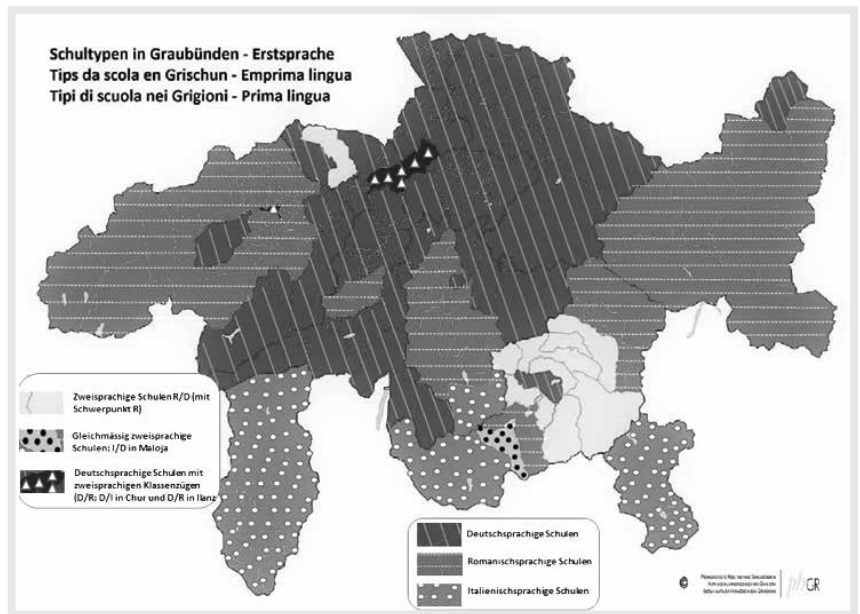 Schultypen in Graubünden - Erstsprache
Tips da scola en Grischun - Emprima lingua
Tipi di scuola nei Grigioni - Prima lingua
Zweisprachige Schulen R/D (mit
Schwerpunkt R)
Gleichmässig zweisprachige
Schulen: I/D in Maloja
Deutschsprachige Schulen mit
zweisprachigen Klassenzügen
(D/R; D/I in Chur und D/R in Ilanz
Deutschsprachige Schulen
Romanischsprachige Schulen
Italienischsprachige Schulen
©
phGR